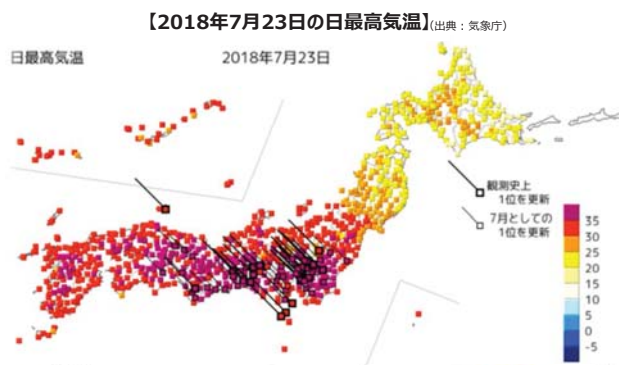 【2018年7月23日の日最高気温】(出典：気象庁)
日最高気温
2018年7月23日
観測史上
1位を更新
7月としての
1位を更新
35
30
25
20
15
10
5
0
-5